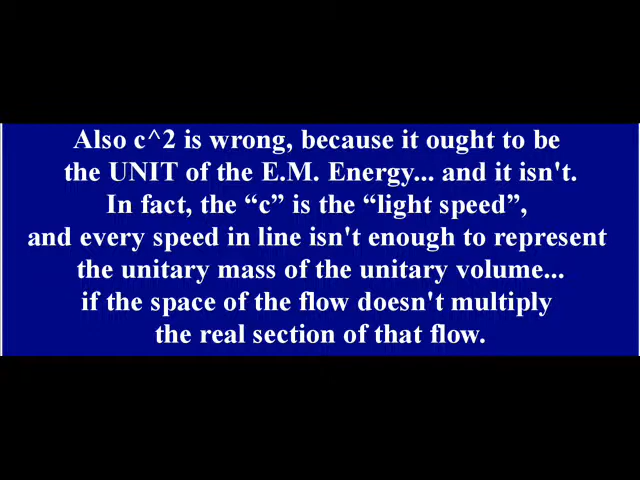 Also c^2 is wrong, because it ought to be
the UNIT of the E.M. Energy... and it isn't.
In fact, the “c” is the “light speed”,
and every speed in line isn't enough to represent
the unitary mass of the unitary volume...
if the space of the flow doesn't multiply
the real section of that flow.